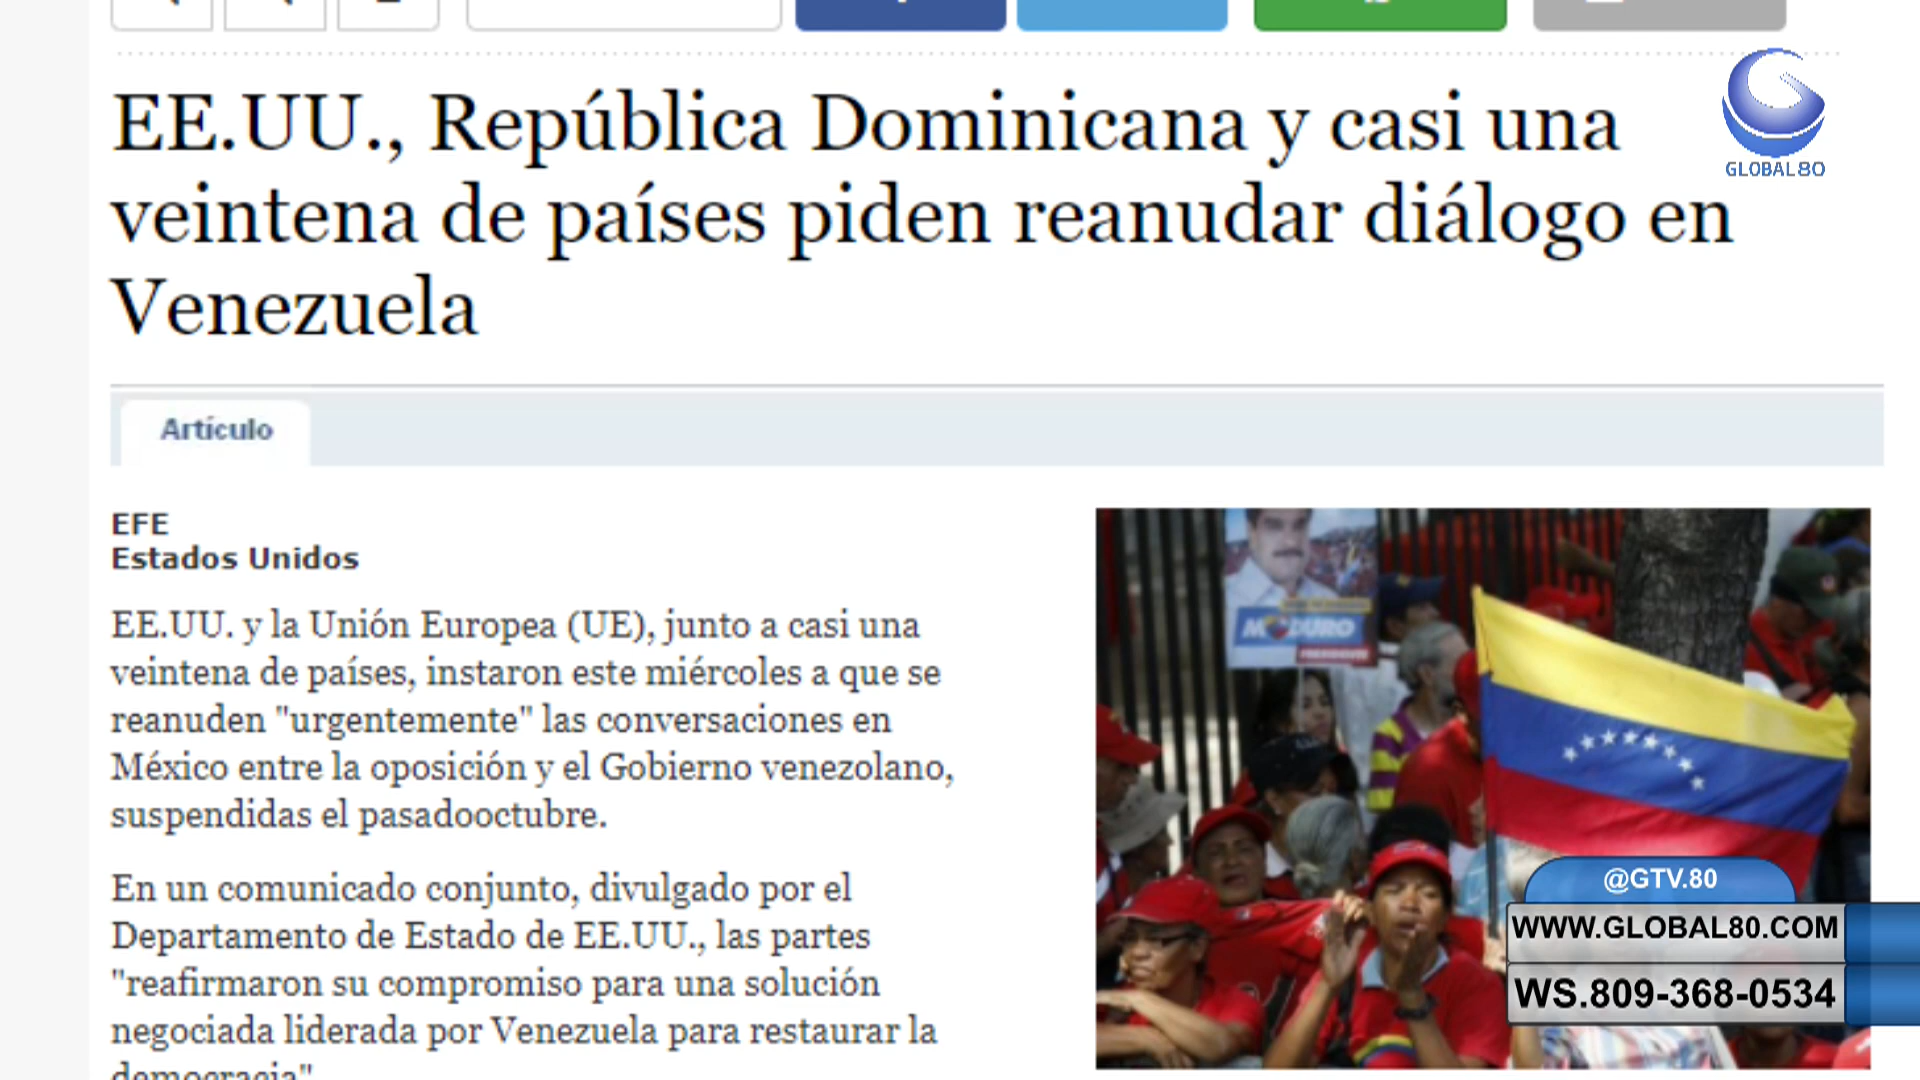 EE.UU., República Dominicana y casi una
veintena de países piden reanudar diálogo en
Venezuela
GLOBAL80
Artículo
EFE
Estados Unidos
EE.UU. y la Unión Europea (UE), junto a casi una
veintena de países, instaron este miércoles a que se
reanuden "urgentemente" las conversaciones en
México entre la oposición y el Gobierno venezolano,
suspendidas el pasadooctubre.
En un comunicado conjunto, divulgado por el
Departamento de Estado de EE.UU., las partes
"reafirmaron su compromiso para una solución
negociada liderada por Venezuela para restaurar la
democracia"
MADURO
@GTV.80
WWW.GLOBAL80.COM
WS.809-368-0534